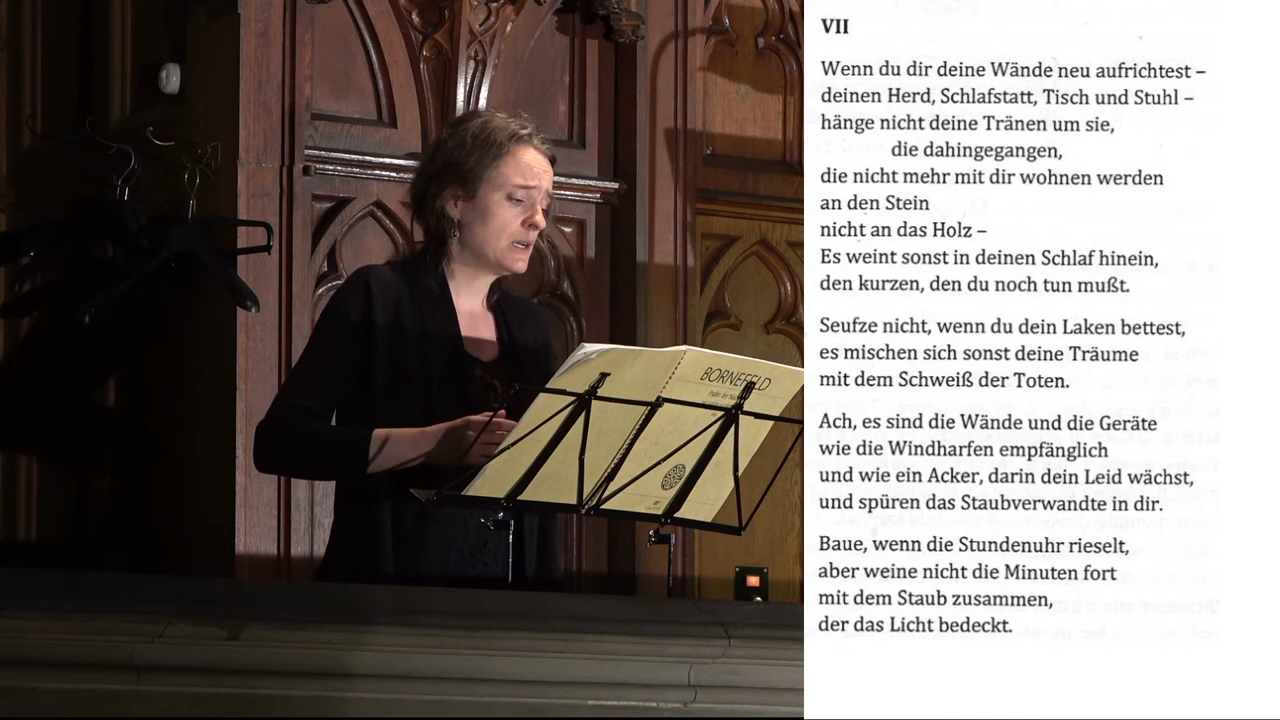 BORNEFELD
Psalm der Nacht
VII
Wenn du dir deine Wände neu aufrichtest –
deinen Herd, Schlafstatt, Tisch und Stuhl –
hänge nicht deine Tränen um sie,
die dahingegangen,
die nicht mehr mit dir wohnen werden
an den Stein
nicht an das Holz –
Es weint sonst in deinen Schlaf hinein,
den kurzen, den du noch tun mußt.
Seufze nicht, wenn du dein Laken bettest,
es mischen sich sonst deine Träume
mit dem Schweiß der Toten.
Ach, es sind die Wände und die Geräte
wie die Windharfen empfänglich
und wie ein Acker, darin dein Leid wächst,
und spüren das Staubverwandte in dir.
Baue, wenn die Stundenuhr rieselt,
aber weine nicht die Minuten fort
mit dem Staub zusammen,
der das Licht bedeckt.